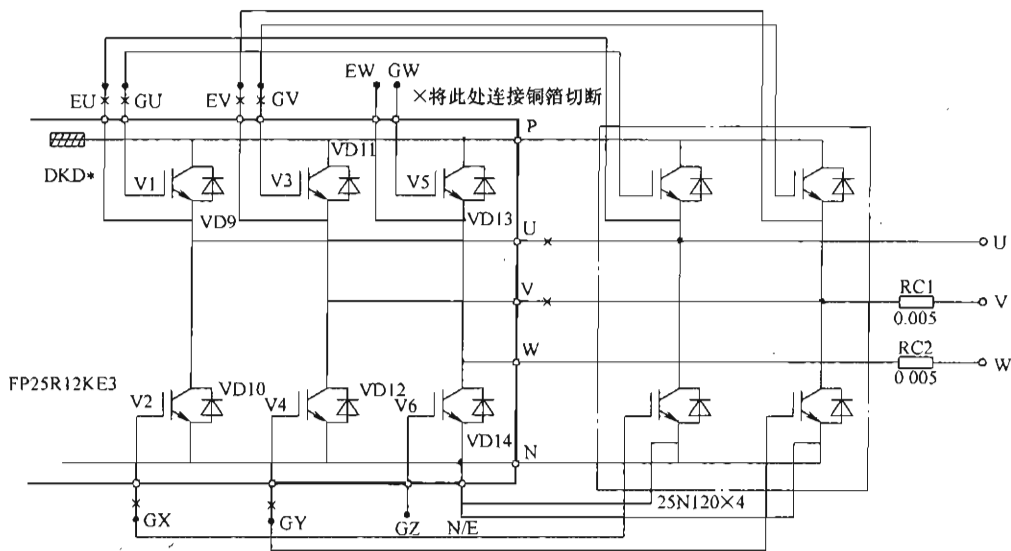 EW GW
EU GU EV GV ×将此处连接铜箔切断
P
VD11
DKD* V1 V3 V5
VD9 VD13
U U
V RC1 V
0.005
W RC2 W
0.005
FP25R12KE3 VD10 VD12
V2 V4 V6
VD14
N
25N120×4
GX GY GZ N/E